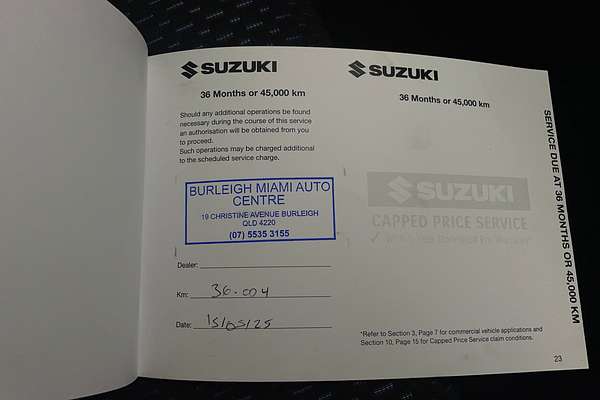 SUZUKI
36 Months or 45,000 km
Should any additional operations be found
necessary during the course of this service
an authorisation will be obtained from you
to proceed.
Such operations may be charged additional
to the scheduled service charge.
BURLEIGH MIAMI AUTO
CENTRE
19 CHRISTINE AVENUE BURLEIGH
QLD 4220
(07) 5535 3155
Dealer:
Km: 36-004
Date: 15/05/25
SUZUKI
36 Months or 45,000 km
SUZUKI
CAPPED PRICE SERVICE
*Refer to Section 3, Page 7 for commercial vehicle applications and
Section 10, Page 15 for Capped Price Service claim conditions.
23
SERVICE DUE AT 36 MONTHS OR 45,000 KM